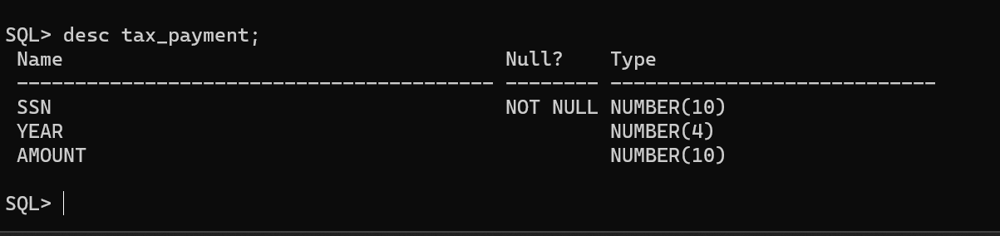 SQL> desc tax_payment;
Name Null? Type
----------------------------------------- -------- ----------------------------
SSN NOT NULL NUMBER(10)
YEAR NUMBER(4)
AMOUNT NUMBER(10)
SQL>